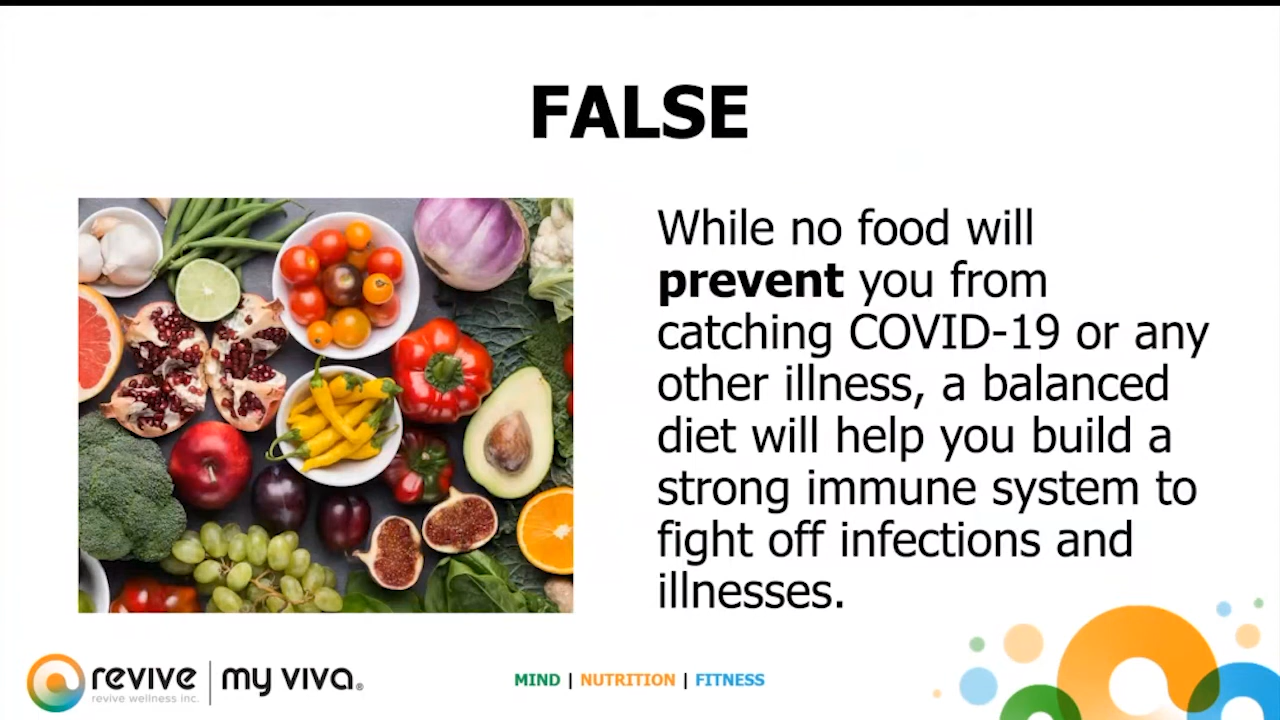 FALSE
While no food will
prevent you from
catching COVID-19 or any
other illness, a balanced
diet will help you build a
strong immune system to
fight off infections and
illnesses.
revive | my viva®
revive wellness inc.
MIND | NUTRITION | FITNESS